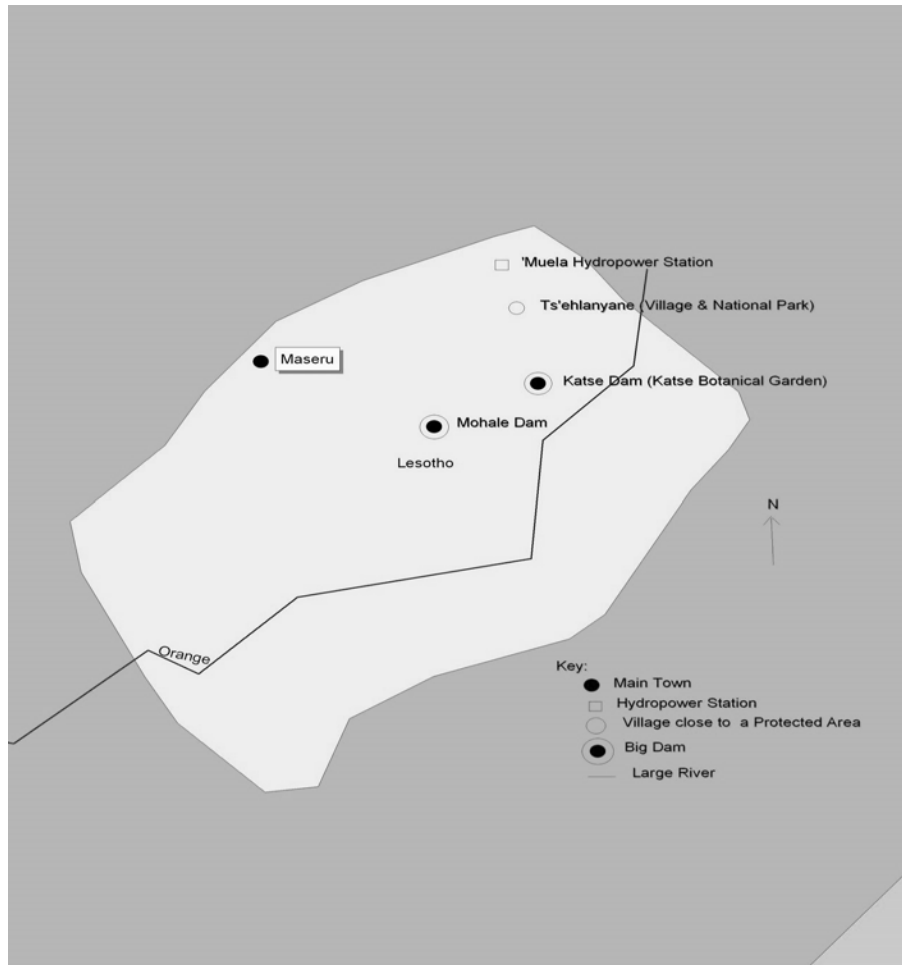 'Muela Hydropower Station
Ts'ehlanyane (Village & National Park)
Maseru
Katse Dam (Katse Botanical Garden)
Mohale Dam
Lesotho
N
Orange
Key:
Main Town
Hydropower Station
Village close to a Protected Area
Big Dam
Large River